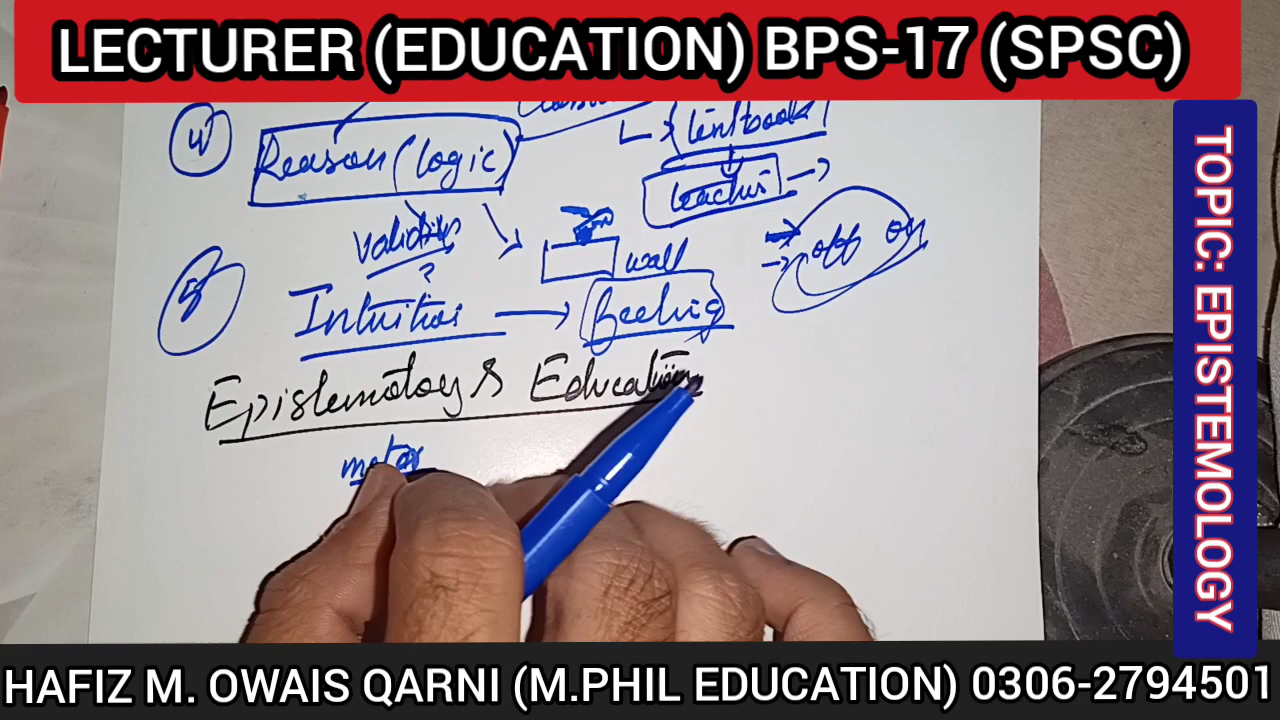 LECTURER (EDUCATION) BPS-17 (SPSC)
4
Reason (logic)
textbook
teacher
validity
?
wall
off on
5
Intuition → Feeling
Epistemology & Education
TOPIC: EPISTEMOLOGY
HAFIZ M. OWAIS QARNI (M.PHIL EDUCATION) 0306-2794501